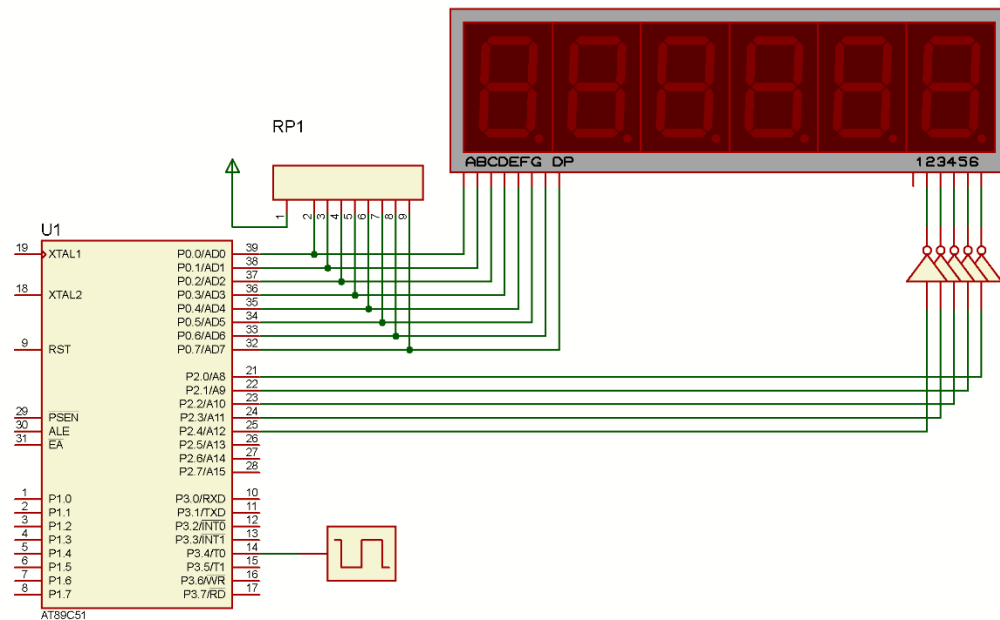 ABCDEFG DP
123456
RP1
1
2
3
4
5
6
7
8
9
U1
19
XTAL1
18
XTAL2
9
RST
29
PSEN
30
ALE
31
EA
1
P1.0
2
P1.1
3
P1.2
4
P1.3
5
P1.4
6
P1.5
7
P1.6
8
P1.7
P0.0/AD0
39
P0.1/AD1
38
P0.2/AD2
37
P0.3/AD3
36
P0.4/AD4
35
P0.5/AD5
34
P0.6/AD6
33
P0.7/AD7
32
P2.0/A8
21
P2.1/A9
22
P2.2/A10
23
P2.3/A11
24
P2.4/A12
25
P2.5/A13
26
P2.6/A14
27
P2.7/A15
28
P3.0/RXD
10
P3.1/TXD
11
P3.2/INT0
12
P3.3/INT1
13
P3.4/T0
14
P3.5/T1
15
P3.6/WR
16
P3.7/RD
17
AT89C51